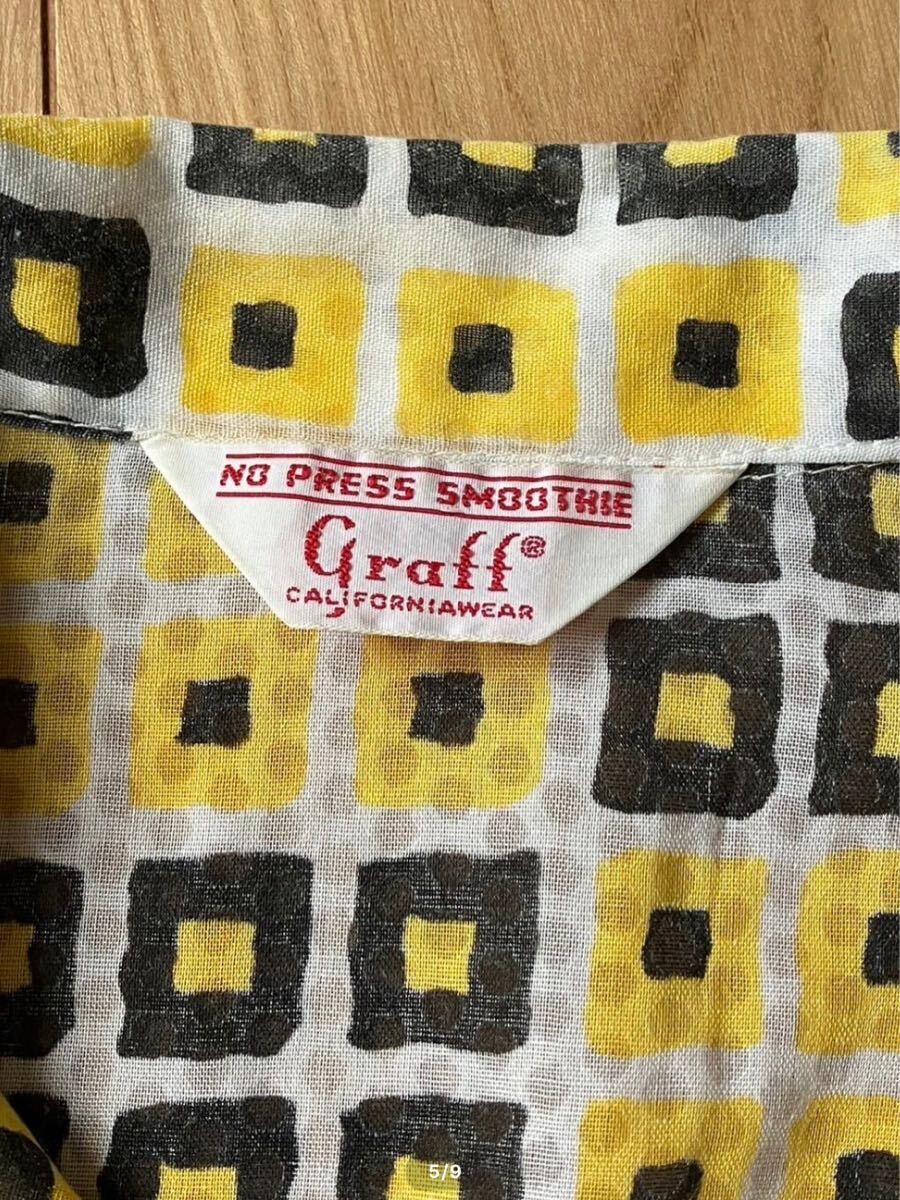 NO PRESS SMOOTHIE
Graff®
CALIFORNIAWEAR
5/9